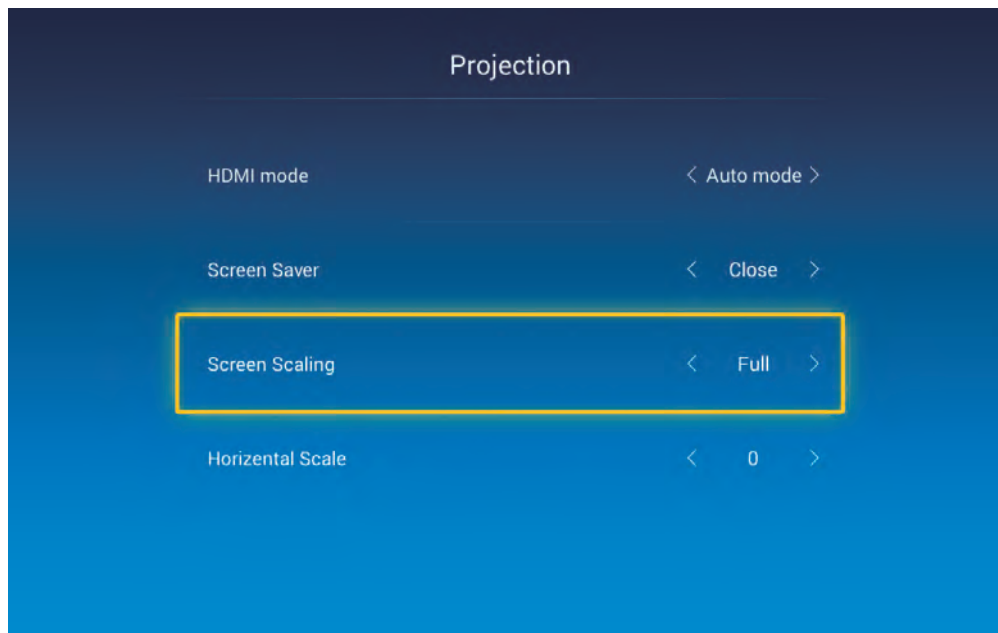 Projection
HDMI mode < Auto mode >
Screen Saver < Close >
Screen Scaling < Full >
Horizental Scale < 0 >